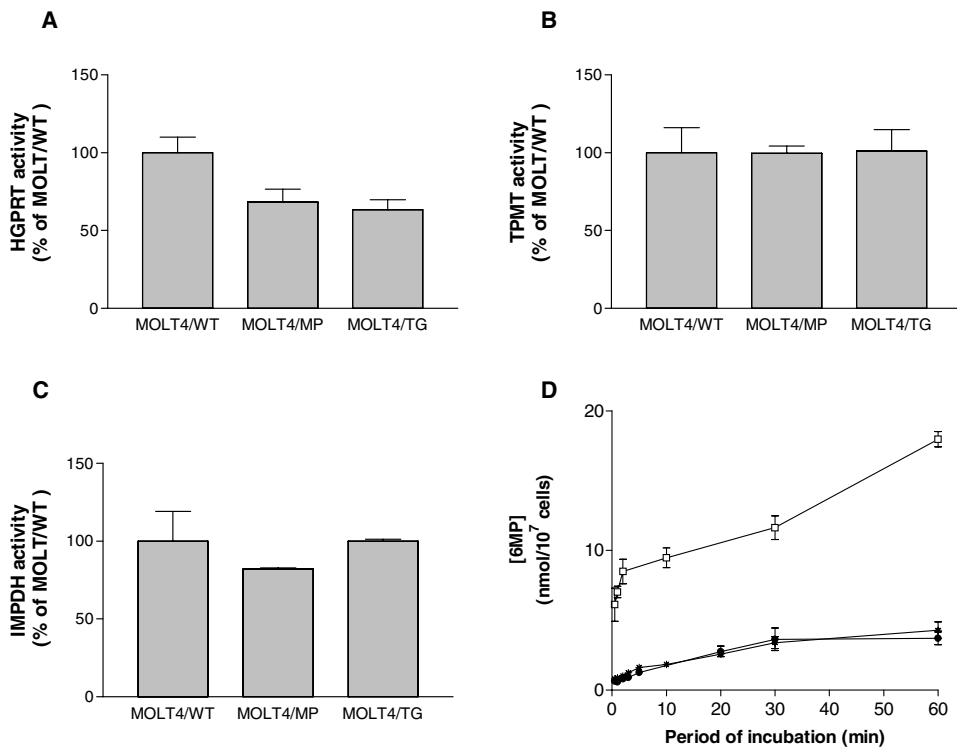 A
HGPRT activity
(% of MOLT/WT )
150
100
50
0
MOLT4/WT MOLT4/MP MOLT4/TG
B
TPMT activity
(% of MOLT/WT )
150
100
50
0
MOLT4/WT MOLT4/MP MOLT4/TG
C
IMPDH activity
(% of MOLT/WT )
150
100
50
0
MOLT4/WT MOLT4/MP MOLT4/TG
D
[6MP]
(nmol/10⁷ cells)
20
10
0
0 10 20 30 40 50 60
Period of incubation (min)